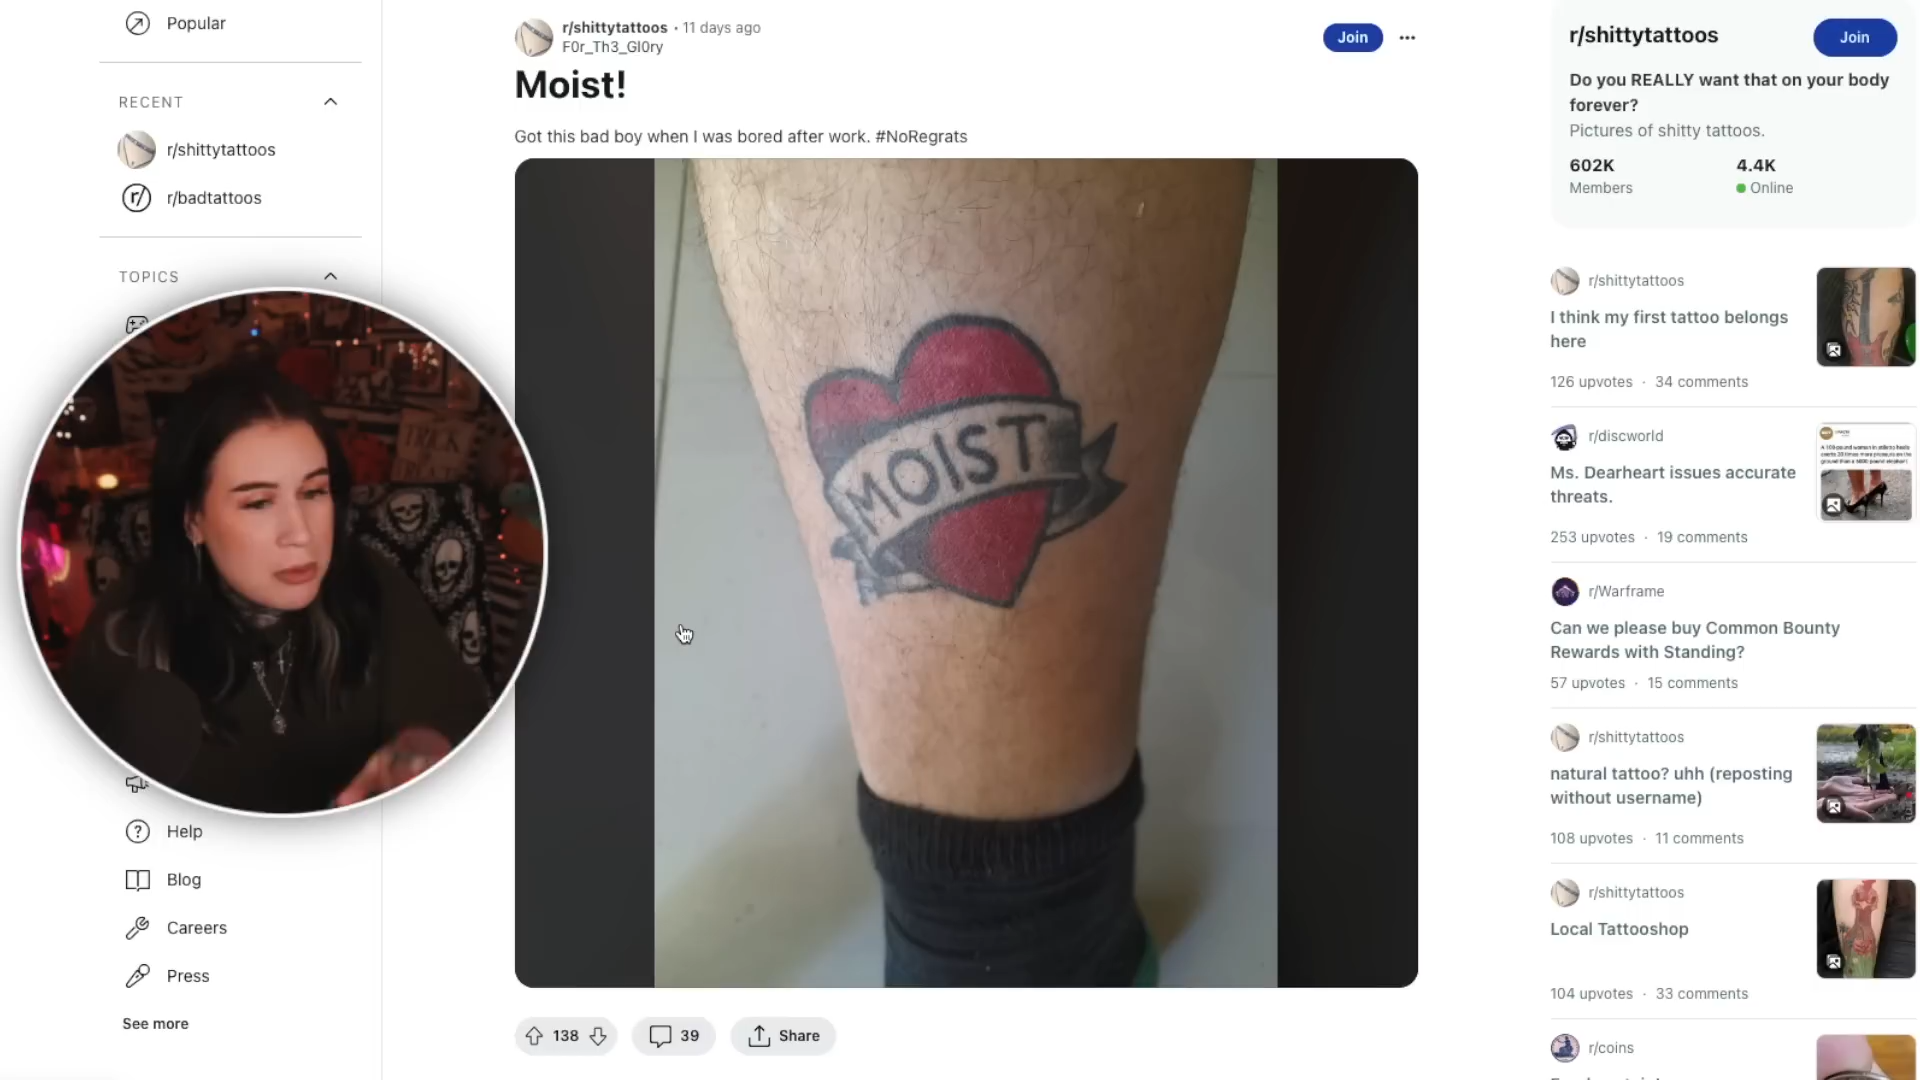 Popular
RECENT
r/shittytattoos
r/badtattoos
TOPICS
Help
Blog
Careers
Press
See more
r/shittytattoos · 11 days ago
F0r_Th3_Gl0ry
Join
Moist!
Got this bad boy when I was bored after work. #NoRegrats
MOIST
138
39
Share
r/shittytattoos
Join
Do you REALLY want that on your body
forever?
Pictures of shitty tattoos.
602K
4.4K
Members
Online
r/shittytattoos
I think my first tattoo belongs
here
126 upvotes · 34 comments
r/discworld
Ms. Dearheart issues accurate
threats.
253 upvotes · 19 comments
r/Warframe
Can we please buy Common Bounty
Rewards with Standing?
57 upvotes · 15 comments
r/shittytattoos
natural tattoo? uhh (reposting
without username)
108 upvotes · 11 comments
r/shittytattoos
Local Tattooshop
104 upvotes · 33 comments
r/coins